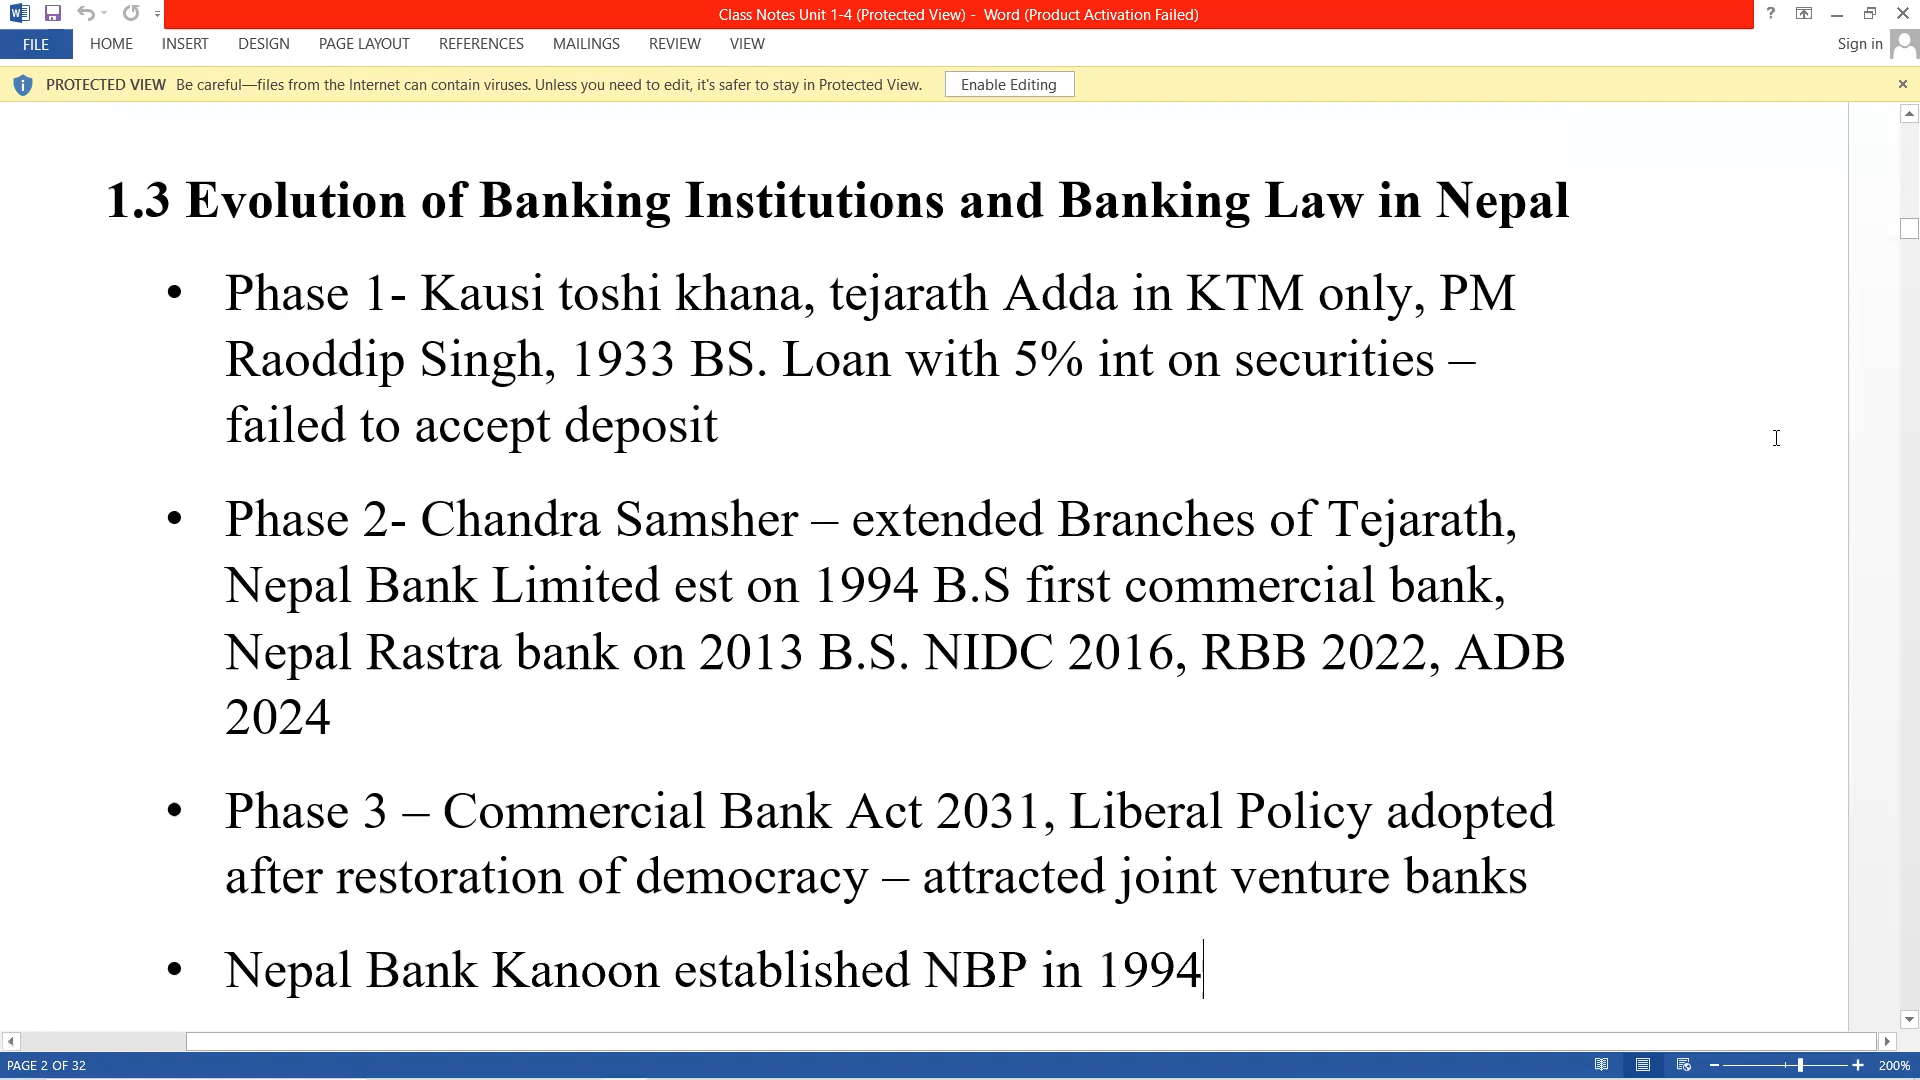 Class Notes Unit 1-4 (Protected View) - Word (Product Activation Failed)
?
FILE HOME INSERT DESIGN PAGE LAYOUT REFERENCES MAILINGS REVIEW VIEW Sign in
PROTECTED VIEW Be careful—files from the Internet can contain viruses. Unless you need to edit, it's safer to stay in Protected View. Enable Editing
1.3 Evolution of Banking Institutions and Banking Law in Nepal
• Phase 1- Kausi toshi khana, tejarath Adda in KTM only, PM
Raoddip Singh, 1933 BS. Loan with 5% int on securities –
failed to accept deposit
• Phase 2- Chandra Samsher – extended Branches of Tejarath,
Nepal Bank Limited est on 1994 B.S first commercial bank,
Nepal Rastra bank on 2013 B.S. NIDC 2016, RBB 2022, ADB
2024
• Phase 3 – Commercial Bank Act 2031, Liberal Policy adopted
after restoration of democracy – attracted joint venture banks
• Nepal Bank Kanoon established NBP in 1994
PAGE 2 OF 32 200%